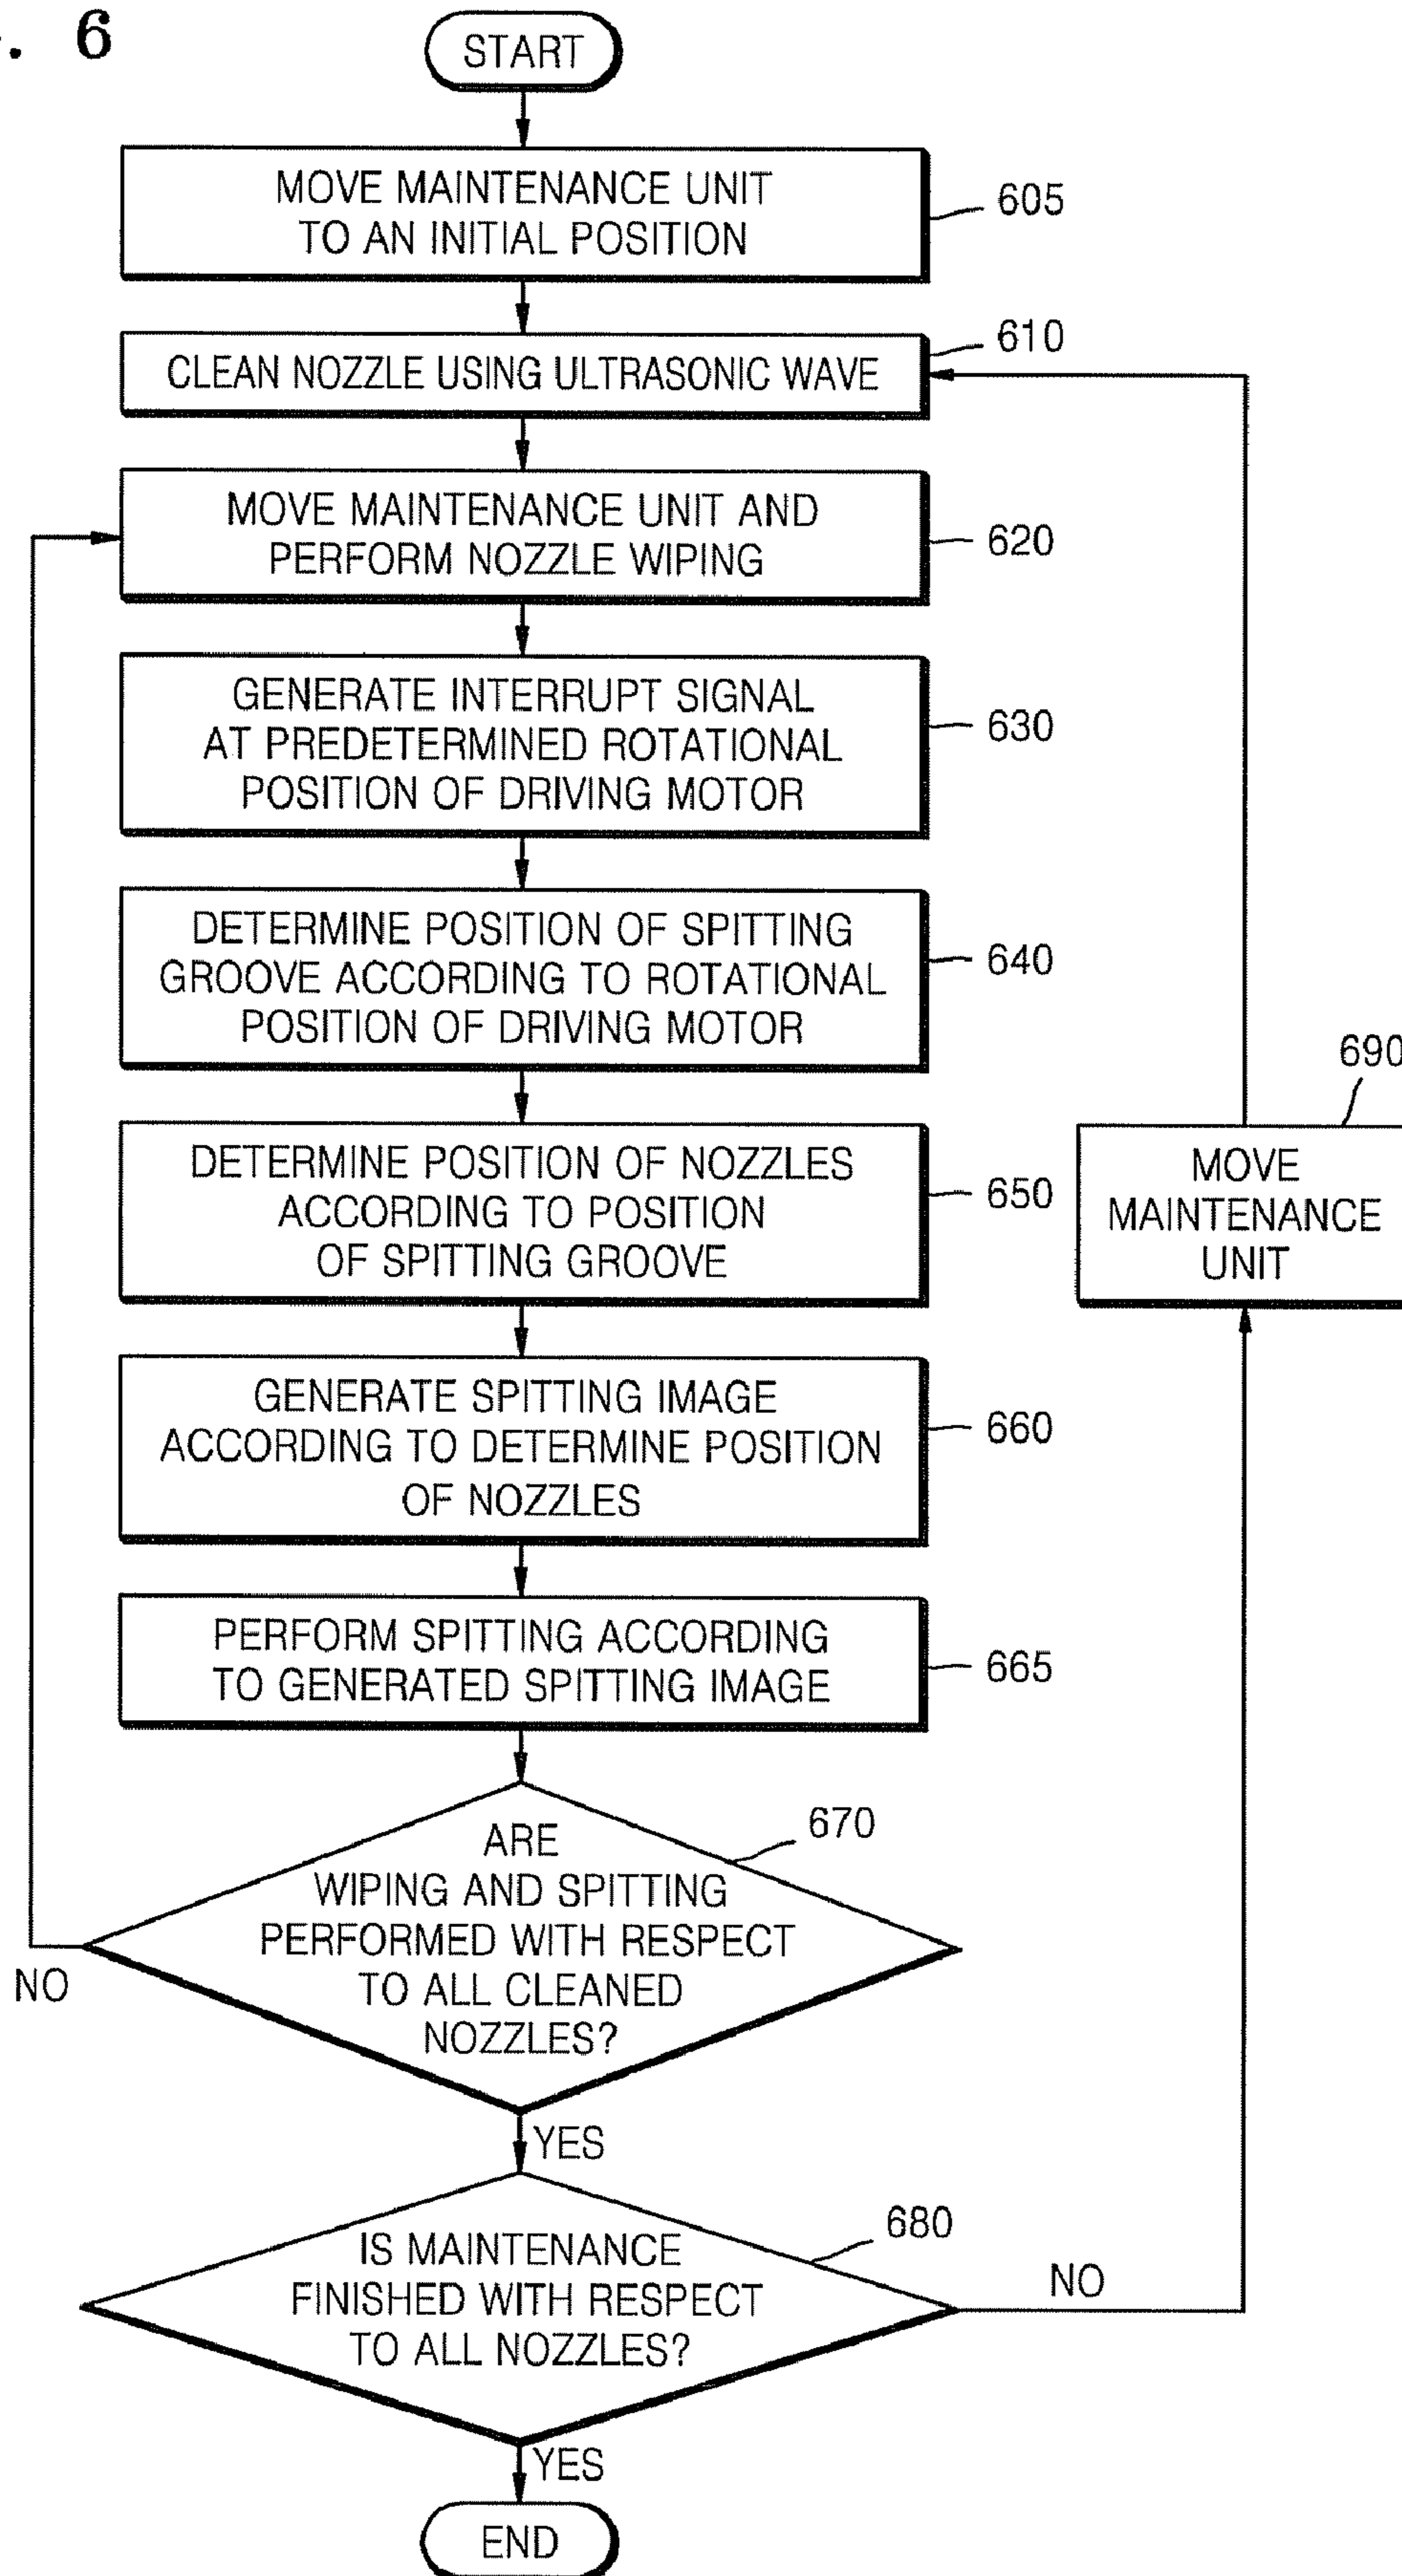 . 6
START
MOVE MAINTENANCE UNIT
TO AN INITIAL POSITION
605
CLEAN NOZZLE USING ULTRASONIC WAVE
610
MOVE MAINTENANCE UNIT AND
PERFORM NOZZLE WIPING
620
GENERATE INTERRUPT SIGNAL
AT PREDETERMINED ROTATIONAL
POSITION OF DRIVING MOTOR
630
DETERMINE POSITION OF SPITTING
GROOVE ACCORDING TO ROTATIONAL
POSITION OF DRIVING MOTOR
640
DETERMINE POSITION OF NOZZLES
ACCORDING TO POSITION
OF SPITTING GROOVE
650
690
MOVE
MAINTENANCE
UNIT
GENERATE SPITTING IMAGE
ACCORDING TO DETERMINE POSITION
OF NOZZLES
660
PERFORM SPITTING ACCORDING
TO GENERATED SPITTING IMAGE
665
ARE
WIPING AND SPITTING
PERFORMED WITH RESPECT
TO ALL CLEANED
NOZZLES?
670
NO
YES
IS MAINTENANCE
FINISHED WITH RESPECT
TO ALL NOZZLES?
680
NO
YES
END